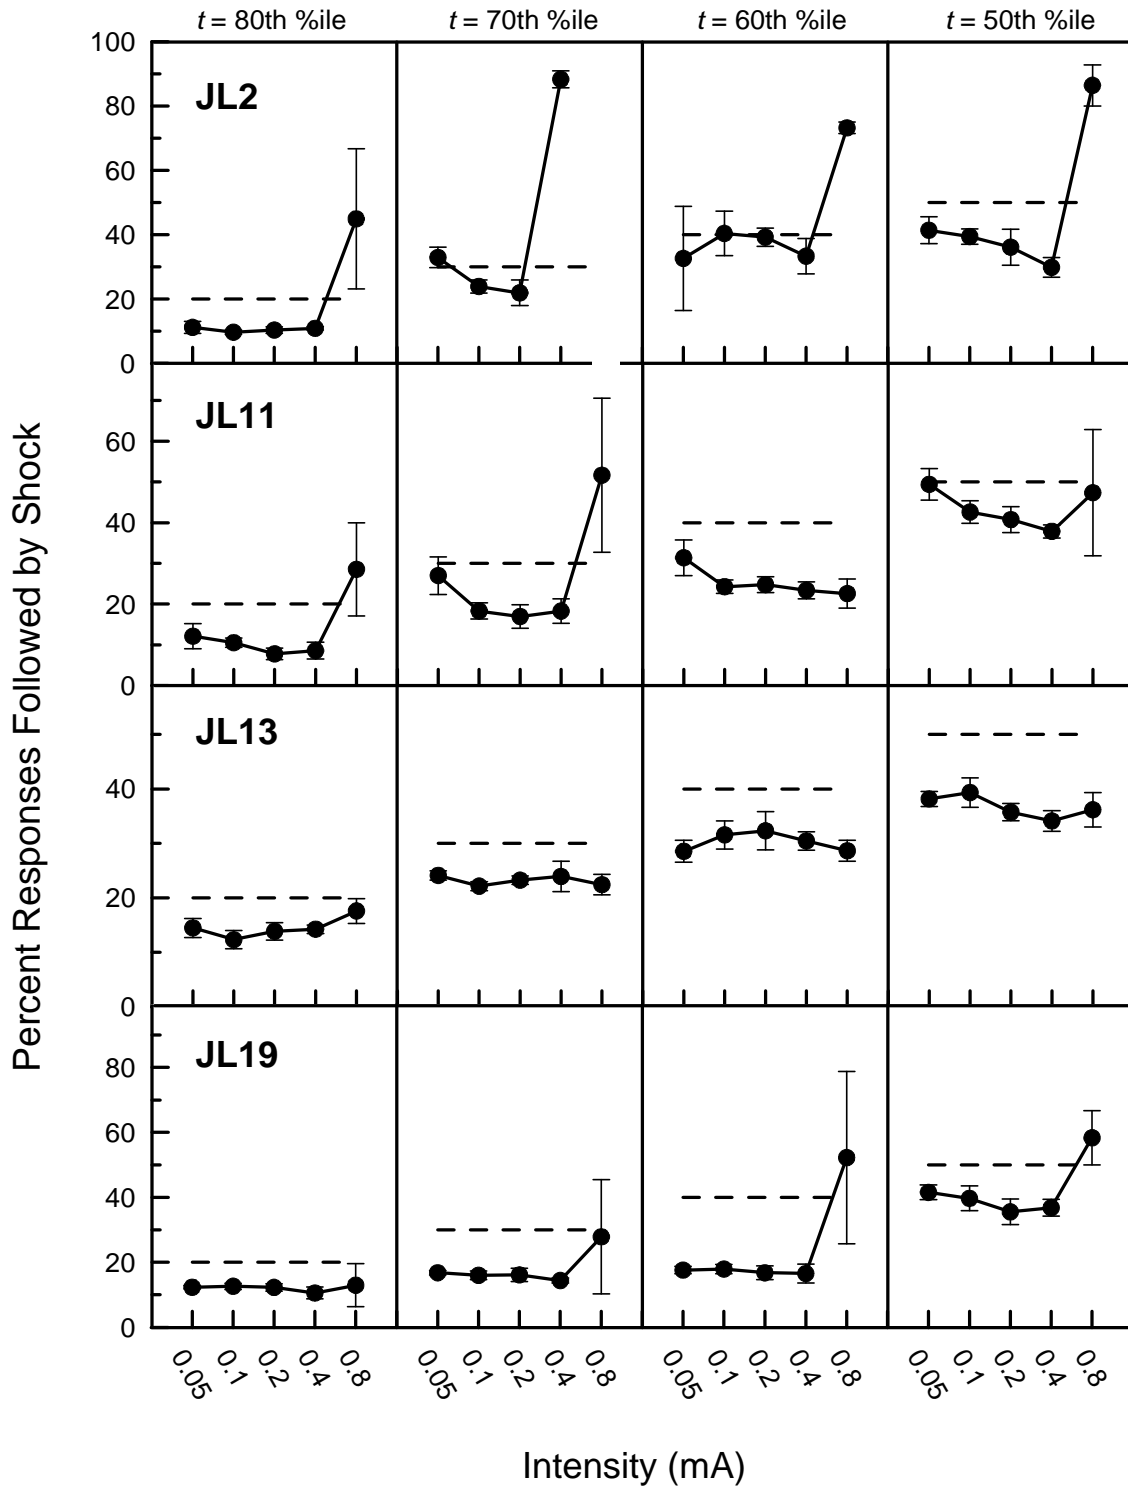 t = 80th %ile t = 70th %ile t = 60th %ile t = 50th %ile
100
JL2
80
60
40
20
0
JL11
60
40
20
0
JL13
40
20
0
JL19
80
60
40
20
0
0.05 0.1 0.2 0.4 0.8 0.05 0.1 0.2 0.4 0.8 0.05 0.1 0.2 0.4 0.8 0.05 0.1 0.2 0.4 0.8
Percent Responses Followed by Shock
Intensity (mA)